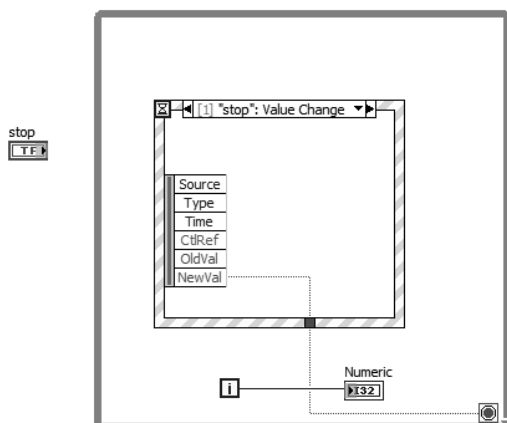 [1] "stop": Value Change
stop
TF
Source
Type
Time
CtlRef
OldVal
NewVal
Numeric
i
I32